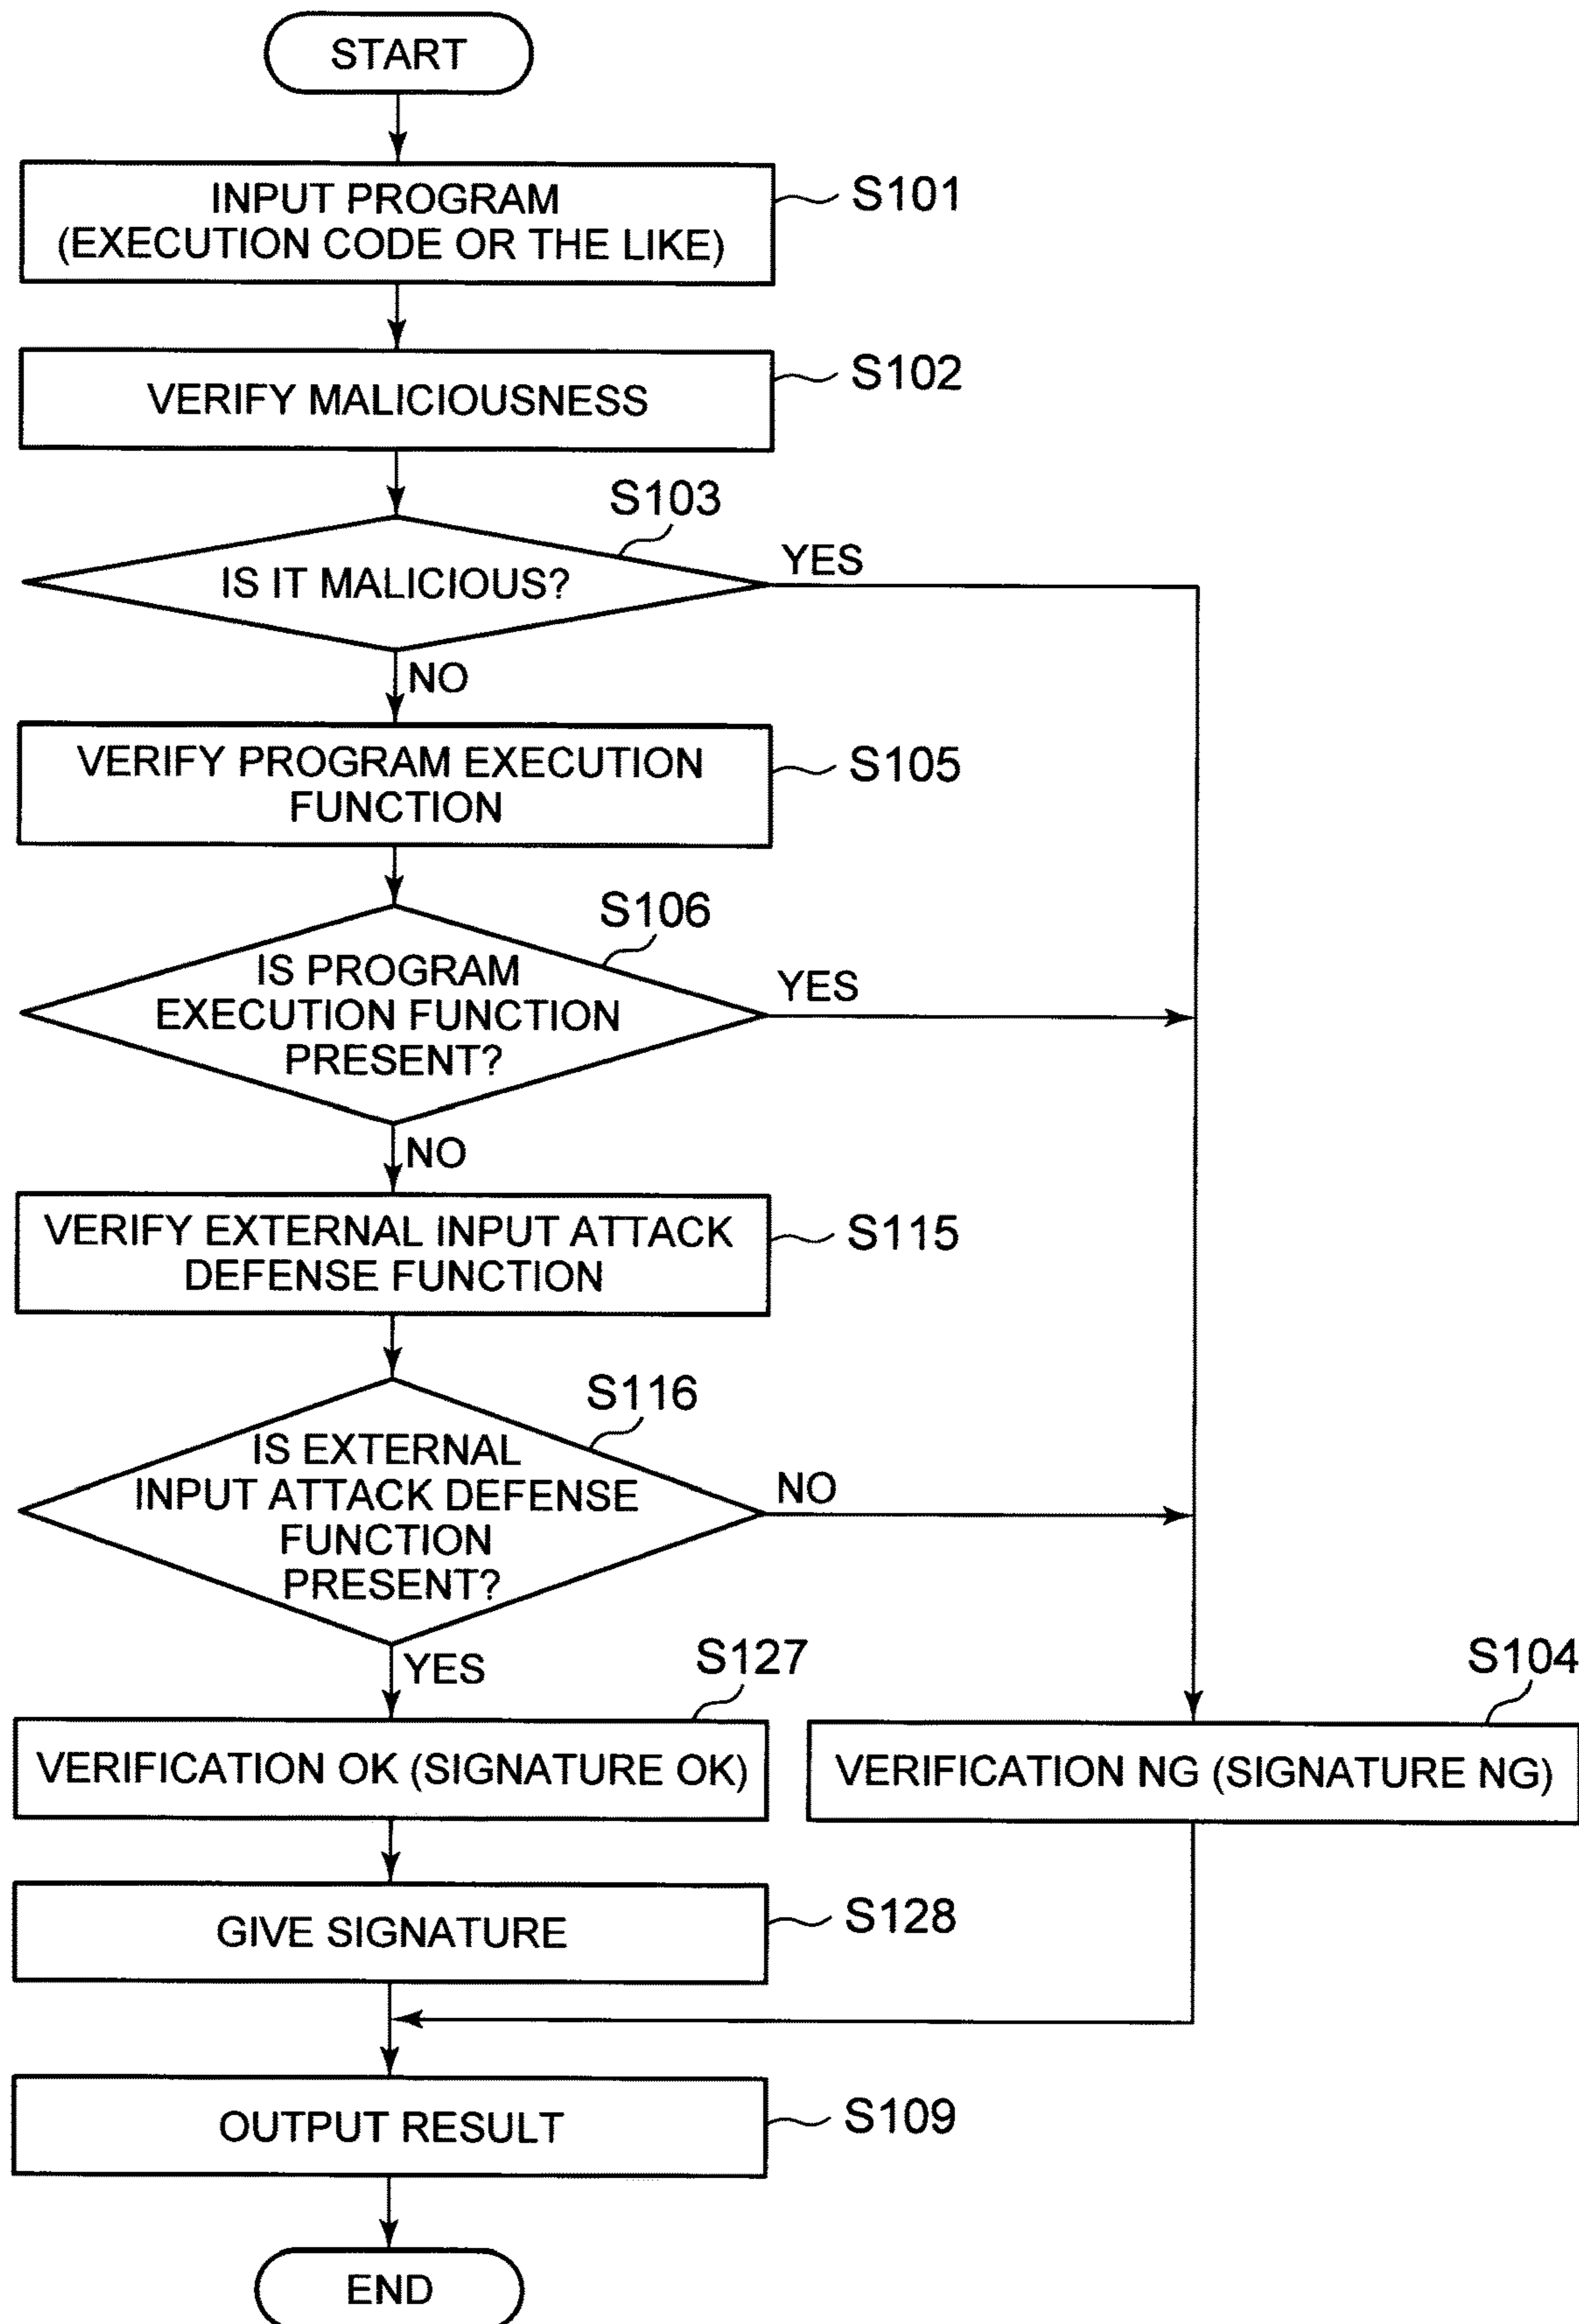 START
INPUT PROGRAM
(EXECUTION CODE OR THE LIKE)
S101
VERIFY MALICIOUSNESS
S102
S103
IS IT MALICIOUS?
YES
NO
VERIFY PROGRAM EXECUTION
FUNCTION
S105
S106
IS PROGRAM
EXECUTION FUNCTION
PRESENT?
YES
NO
VERIFY EXTERNAL INPUT ATTACK
DEFENSE FUNCTION
S115
S116
IS EXTERNAL
INPUT ATTACK DEFENSE
FUNCTION
PRESENT?
NO
YES
S127
VERIFICATION OK (SIGNATURE OK)
S104
VERIFICATION NG (SIGNATURE NG)
GIVE SIGNATURE
S128
OUTPUT RESULT
S109
END